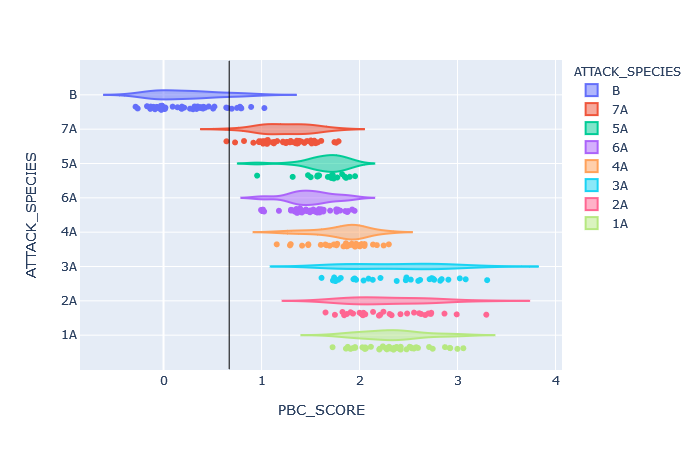 ATTACK_SPECIES
B
B
7A
7A
5A
5A
6A
6A
4A
4A
3A
3A
2A
2A
1A
1A
ATTACK_SPECIES
0 1 2 3 4
PBC_SCORE